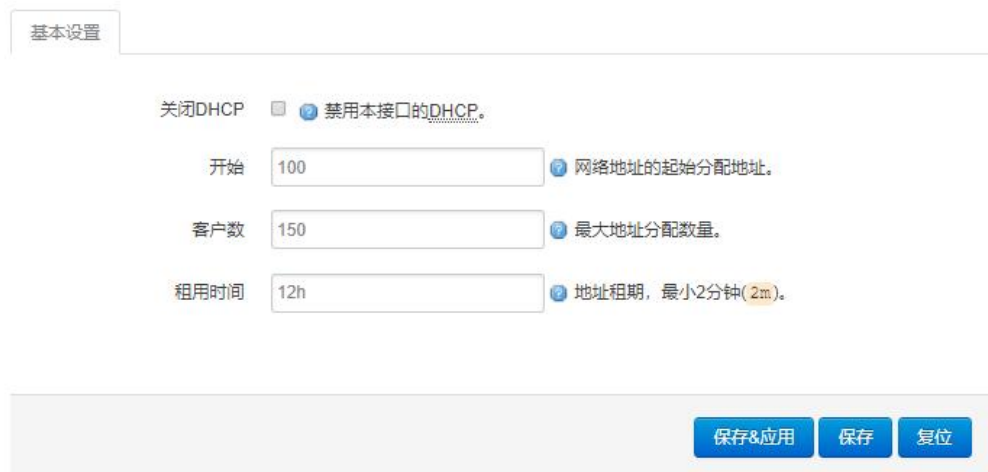 基本设置
关闭DHCP 禁用本接口的DHCP。
开始 100 网络地址的起始分配地址。
客户数 150 最大地址分配数量。
租用时间 12h 地址租期，最小2分钟(2m)。
保存&应用 保存 复位